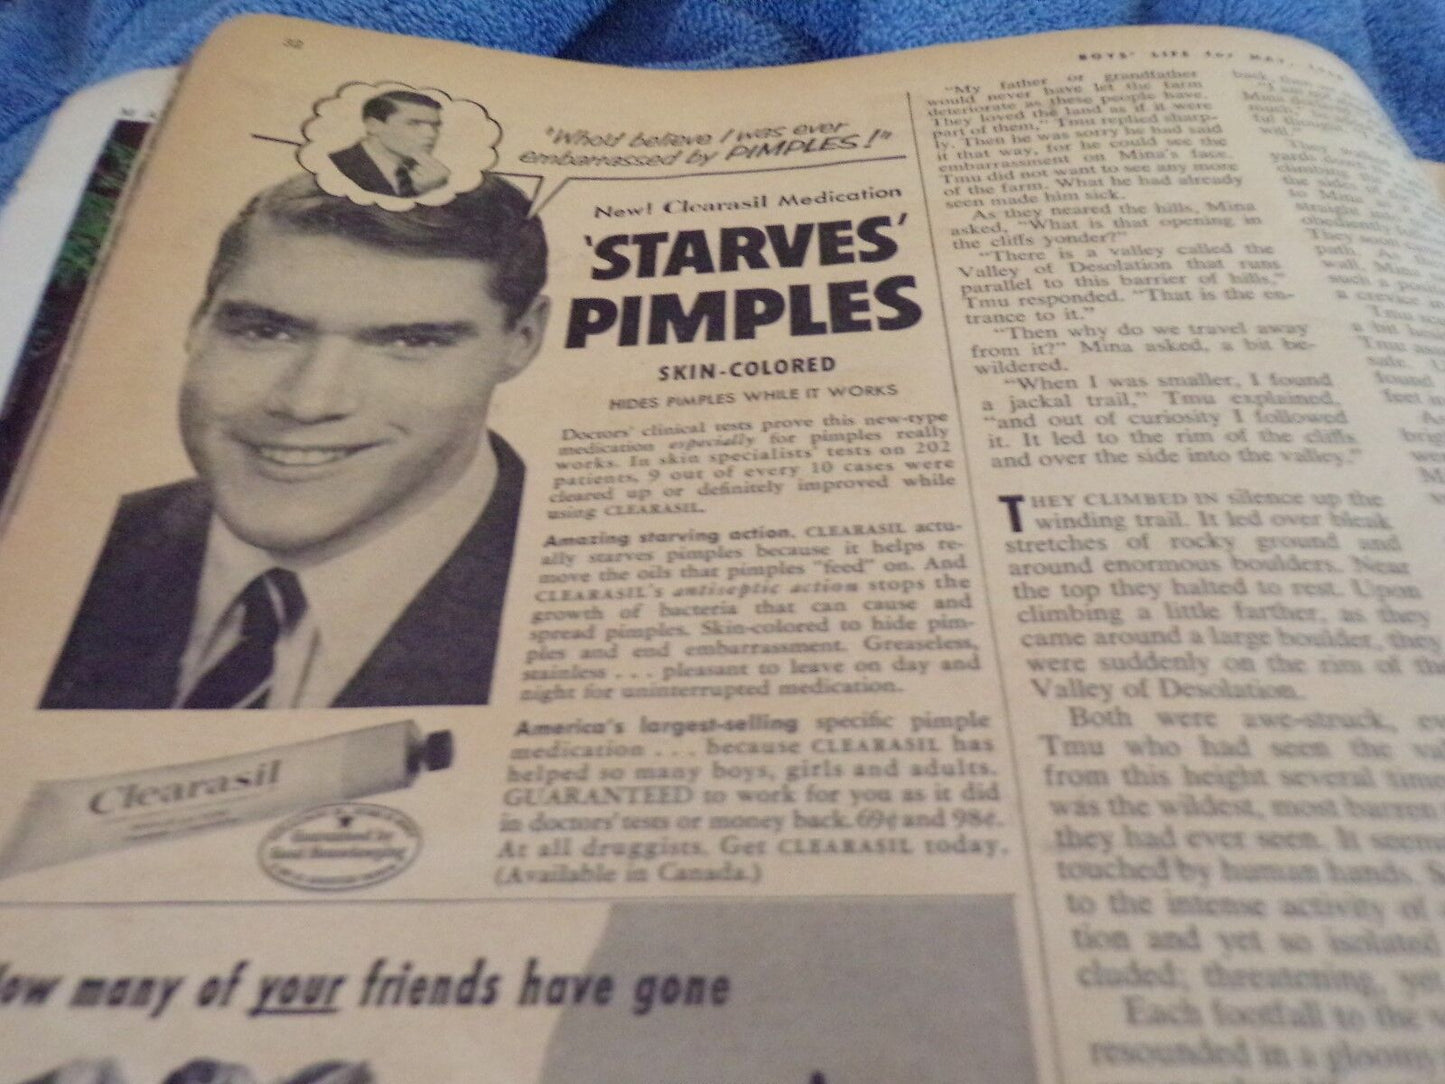 52
BOYS' LIFE for MAY,
"Who'd believe I was ever
embarrassed by PIMPLES!"
New! Clearasil Medication
'STARVES'
PIMPLES
SKIN-COLORED
HIDES PIMPLES WHILE IT WORKS
Doctors' clinical tests prove this new-type
medication especially for pimples really
works. In skin specialists' tests on 202
patients, 9 out of every 10 cases were
cleared up or definitely improved while
using CLEARASIL.
Amazing starving action. CLEARASIL actu-
ally starves pimples because it helps re-
move the oils that pimples "feed" on. And
CLEARASIL's antiseptic action stops the
growth of bacteria that can cause and
spread pimples. Skin-colored to hide pim-
ples and end embarrassment. Greaseless,
stainless . . . pleasant to leave on day and
night for uninterrupted medication.
America's largest-selling specific pimple
medication . . . because CLEARASIL has
helped so many boys, girls and adults.
GUARANTEED to work for you as it did
in doctors' tests or money back. 69¢ and 98¢.
At all druggists. Get CLEARASIL today.
(Available in Canada.)
Clearasil
Guaranteed by
Good Housekeeping
How many of your friends have gone
"My father or grandfather
would never have let the farm
deteriorate as these people have.
They loved the land as if it were
part of them," Tmu replied sharp-
ly. Then he was sorry he had said
it that way, for he could see the
embarrassment on Mina's face.
Tmu did not want to see any more
of the farm. What he had already
seen made him sick.
As they neared the hills, Mina
asked, "What is that opening in
the cliffs yonder?"
"There is a valley called the
Valley of Desolation that runs
parallel to this barrier of hills,"
Tmu responded. "That is the en-
trance to it."
"Then why do we travel away
from it?" Mina asked, a bit be-
wildered.
"When I was smaller, I found
a jackal trail," Tmu explained,
"and out of curiosity I followed
it. It led to the rim of the cliffs
and over the side into the valley."
THEY CLIMBED IN silence up the
winding trail. It led over bleak
stretches of rocky ground and
around enormous boulders. Near
the top they halted to rest. Upon
climbing a little farther, as they
came around a large boulder, they
were suddenly on the rim of the
Valley of Desolation.
Both were awe-struck,
Tmu who had seen the
from this height several
was the wildest, most barren
they had ever seen. It
touched by human hands.
to the intense activity of
tion and yet so isolated
cluded; threatening,
Each footfall to the
resounded in a